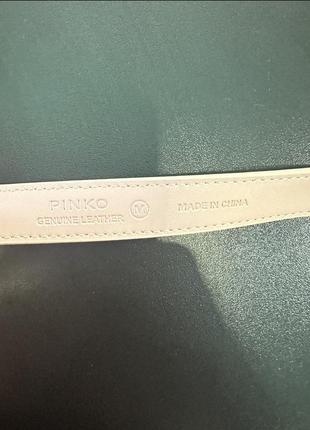 PINKO
GENUINE LEATHER
M
MADE IN CHINA